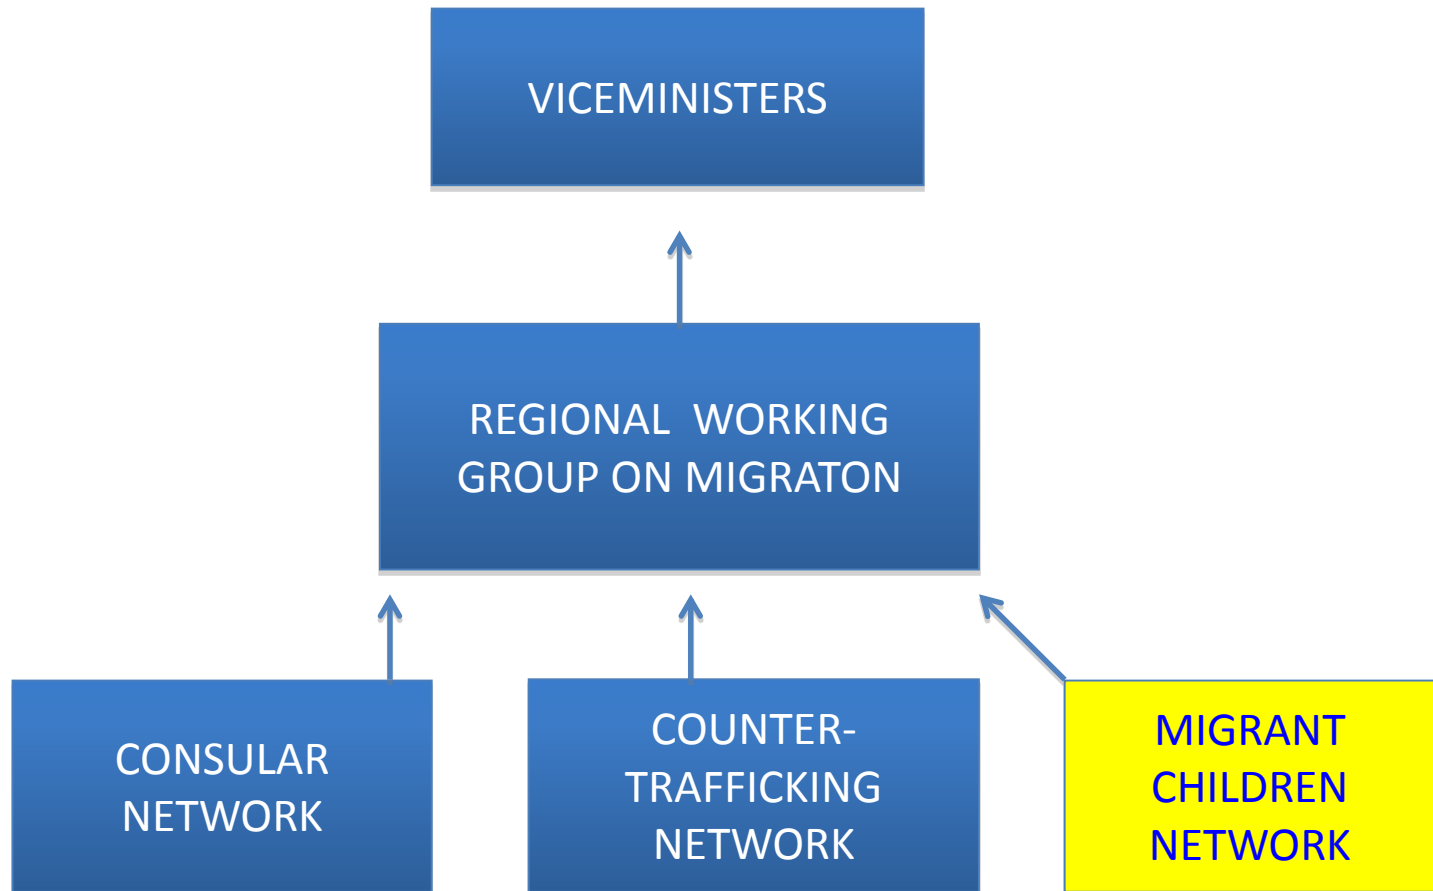 VICEMINISTERS
REGIONAL  WORKING
GROUP ON MIGRATON
CONSULAR
NETWORK
COUNTER-
TRAFFICKING
NETWORK
MIGRANT
CHILDREN
NETWORK